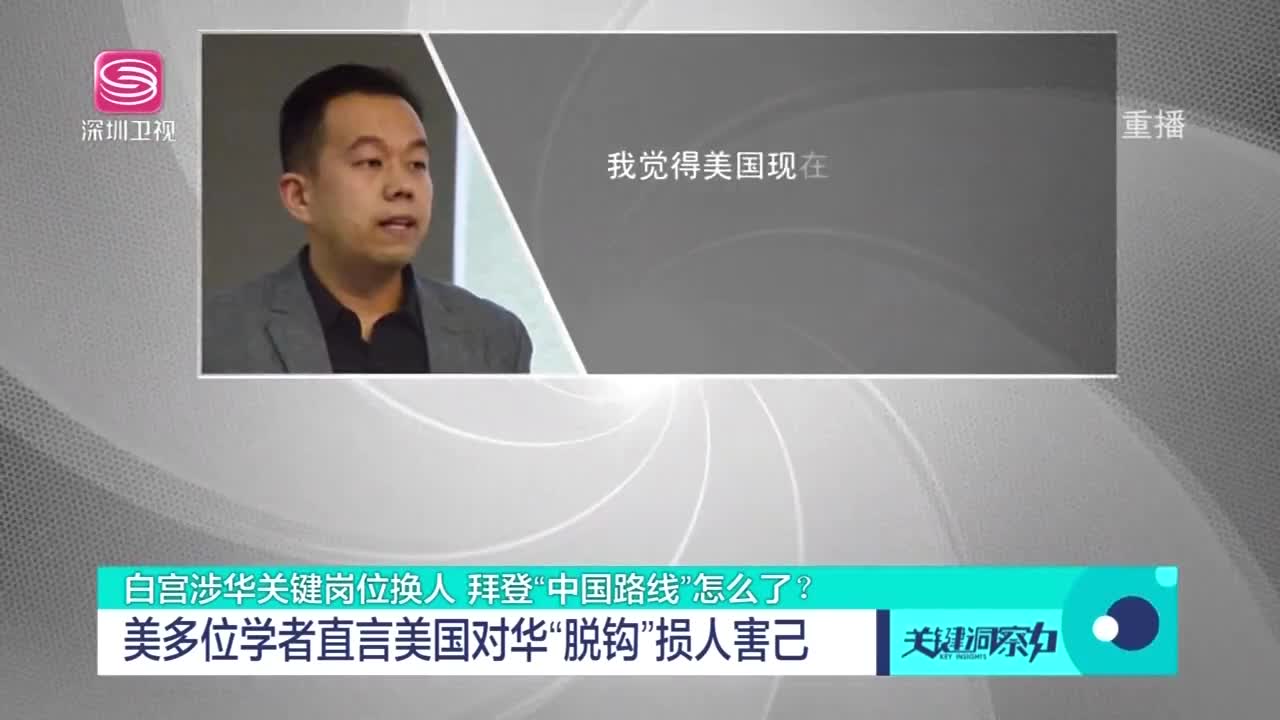 深圳卫视
重播
我觉得美国现在
白宫涉华关键岗位换人 拜登“中国路线”怎么了？
美多位学者直言美国对华“脱钩”损人害己
关键洞察力
KEY INSIGHTS